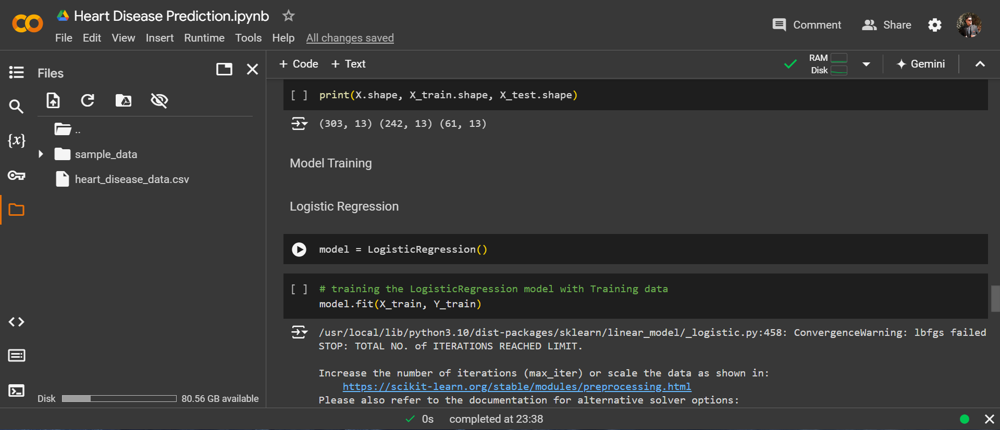 Heart Disease Prediction.ipynb
File Edit View Insert Runtime Tools Help All changes saved
Comment Share
Files
+ Code + Text
RAM
Disk
Gemini
..
sample_data
heart_disease_data.csv
{x}
Disk 80.56 GB available
[ ] print(X.shape, X_train.shape, X_test.shape)
(303, 13) (242, 13) (61, 13)
Model Training
Logistic Regression
model = LogisticRegression()
[ ] # training the LogisticRegression model with Training data
model.fit(X_train, Y_train)
/usr/local/lib/python3.10/dist-packages/sklearn/linear_model/_logistic.py:458: ConvergenceWarning: lbfgs failed
STOP: TOTAL NO. of ITERATIONS REACHED LIMIT.
Increase the number of iterations (max_iter) or scale the data as shown in:
https://scikit-learn.org/stable/modules/preprocessing.html
Please also refer to the documentation for alternative solver options:
0s completed at 23:38